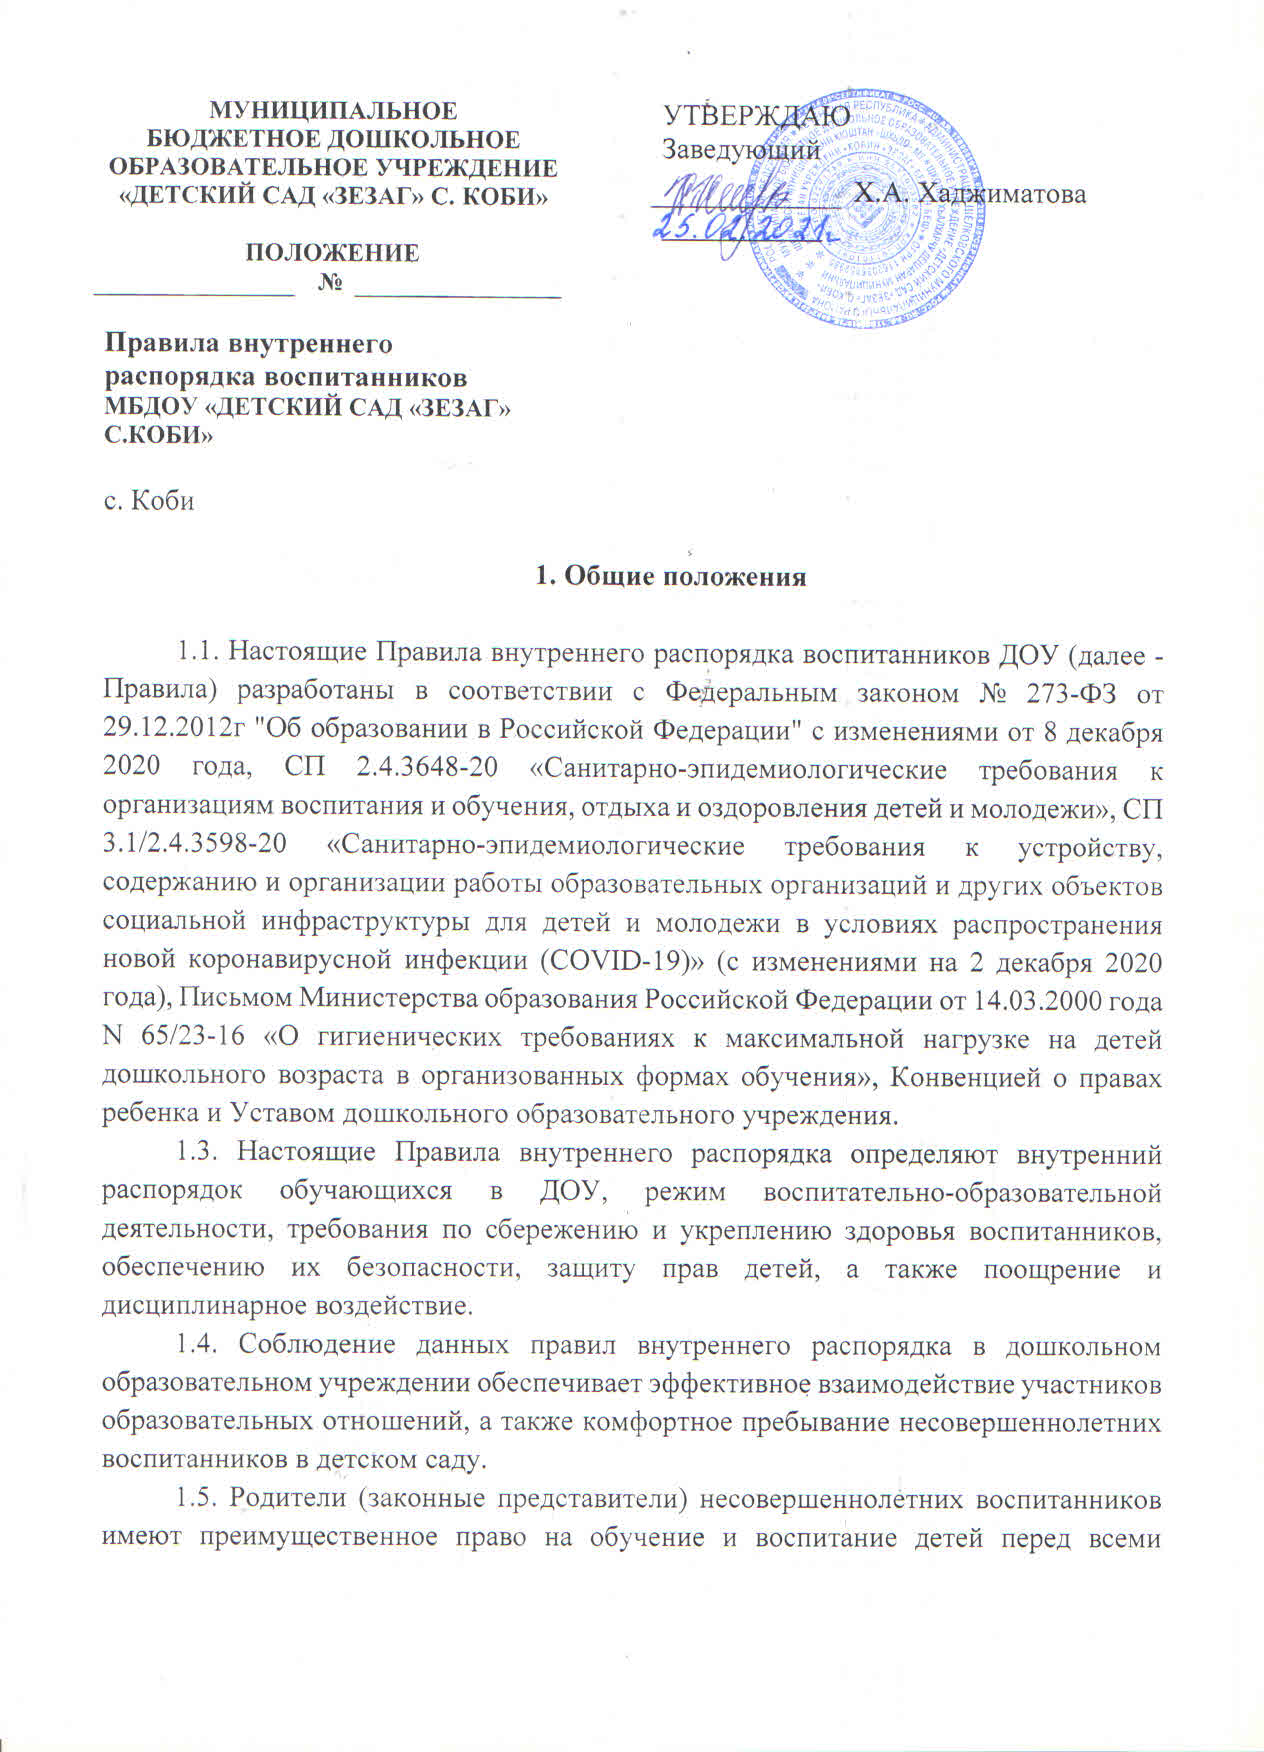 МУНИЦИПАЛЬНОЕ
БЮДЖЕТНОЕ ДОШКОЛЬНОЕ
ОБРАЗОВАТЕЛЬНОЕ УЧРЕЖДЕНИЕ
«ДЕТСКИЙ САД «ЗЕЗАГ» С. КОБИ»
ПОЛОЖЕНИЕ
№
УТВЕРЖДАЮ
Заведующий
Х.А. Хаджиматова
25.02.2021г
Правила внутреннего
распорядка воспитанников
МБДОУ «ДЕТСКИЙ САД «ЗЕЗАГ»
С.КОБИ»
с. Коби
1. Общие положения
1.1. Настоящие Правила внутреннего распорядка воспитанников ДОУ (далее -
Правила) разработаны в соответствии с Федеральным законом № 273-ФЗ от
29.12.2012г "Об образовании в Российской Федерации" с изменениями от 8 декабря
2020 года, СП 2.4.3648-20 «Санитарно-эпидемиологические требования к
организациям воспитания и обучения, отдыха и оздоровления детей и молодежи», СП
3.1/2.4.3598-20 «Санитарно-эпидемиологические требования к устройству,
содержанию и организации работы образовательных организаций и других объектов
социальной инфраструктуры для детей и молодежи в условиях распространения
новой коронавирусной инфекции (COVID-19)» (с изменениями на 2 декабря 2020
года), Письмом Министерства образования Российской Федерации от 14.03.2000 года
N 65/23-16 «О гигиенических требованиях к максимальной нагрузке на детей
дошкольного возраста в организованных формах обучения», Конвенцией о правах
ребенка и Уставом дошкольного образовательного учреждения.
1.3. Настоящие Правила внутреннего распорядка определяют внутренний
распорядок обучающихся в ДОУ, режим воспитательно-образовательной
деятельности, требования по сбережению и укреплению здоровья воспитанников,
обеспечению их безопасности, защиту прав детей, а также поощрение и
дисциплинарное воздействие.
1.4. Соблюдение данных правил внутреннего распорядка в дошкольном
образовательном учреждении обеспечивает эффективное взаимодействие участников
образовательных отношений, а также комфортное пребывание несовершеннолетних
воспитанников в детском саду.
1.5. Родители (законные представители) несовершеннолетних воспитанников
имеют преимущественное право на обучение и воспитание детей перед всеми